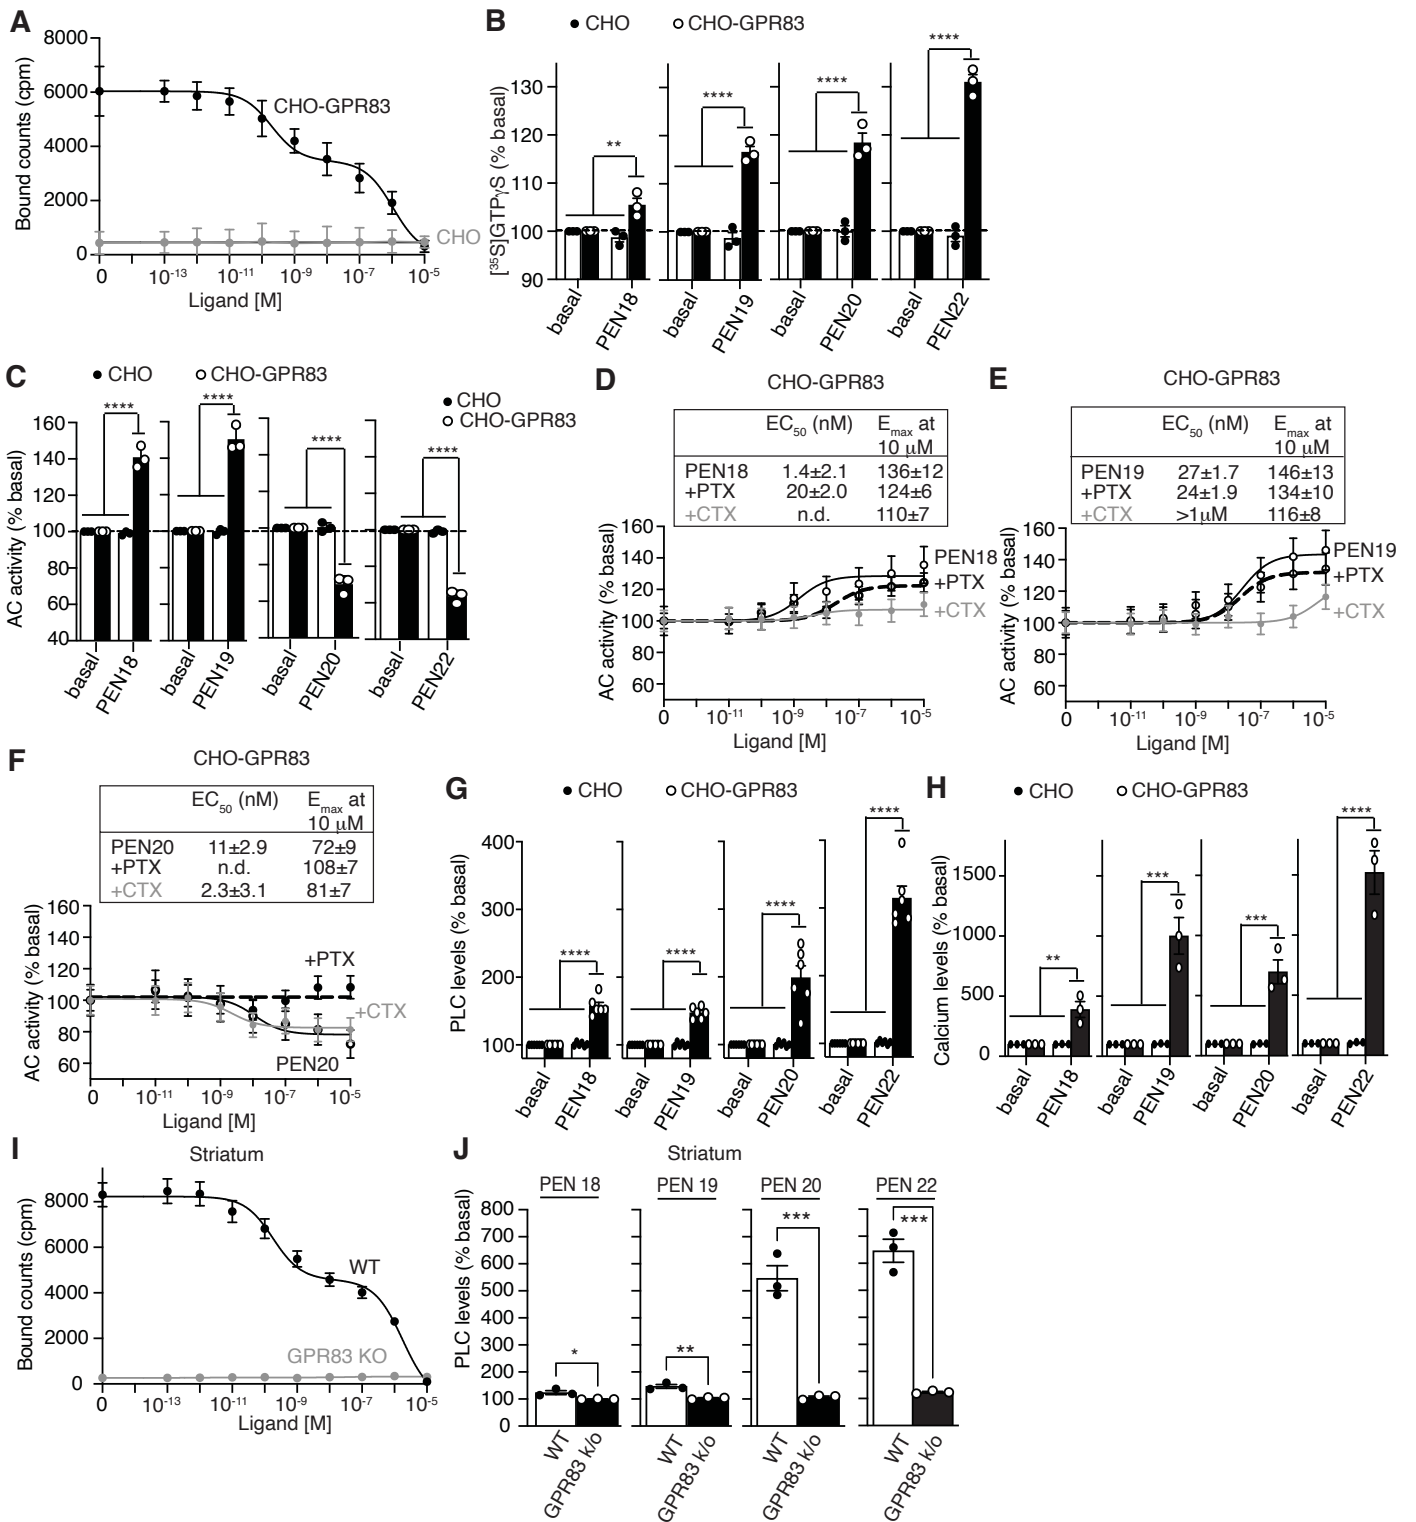 A
8000
6000
4000
2000
0
Bound counts (cpm)
CHO-GPR83
CHO
0 10-13 10-11 10-9 10-7 10-5
Ligand [M]
B
CHO CHO-GPR83
[35S]GTPγS (% basal)
130
120
110
100
90
** **** **** ****
basal PEN18 basal PEN19 basal PEN20 basal PEN22
C
CHO CHO-GPR83
CHO
CHO-GPR83
AC activity (% basal)
160
140
120
100
80
60
40
**** **** **** ****
basal PEN18 basal PEN19 basal PEN20 basal PEN22
D
CHO-GPR83
EC50 (nM) Emax at
10 μM
PEN18 1.4±2.1 136±12
+PTX 20±2.0 124±6
+CTX n.d. 110±7
AC activity (% basal)
160
140
120
100
80
60
PEN18
+PTX
+CTX
0 10-11 10-9 10-7 10-5
Ligand [M]
E
CHO-GPR83
EC50 (nM) Emax at
10 μM
PEN19 27±1.7 146±13
+PTX 24±1.9 134±10
+CTX >1μM 116±8
AC activity (% basal)
160
140
120
100
80
60
PEN19
+PTX
+CTX
0 10-11 10-9 10-7 10-5
Ligand [M]
F
CHO-GPR83
EC50 (nM) Emax at
10 μM
PEN20 11±2.9 72±9
+PTX n.d. 108±7
+CTX 2.3±3.1 81±7
AC activity (% basal)
160
140
120
100
80
60
+PTX
+CTX
PEN20
0 10-11 10-9 10-7 10-5
Ligand [M]
G
CHO CHO-GPR83
PLC levels (% basal)
400
300
200
100
**** **** **** ****
basal PEN18 basal PEN19 basal PEN20 basal PEN22
H
CHO CHO-GPR83
Calcium levels (% basal)
1500
1000
500
0
** *** *** ****
basal PEN18 basal PEN19 basal PEN20 basal PEN22
I
Striatum
Bound counts (cpm)
8000
6000
4000
2000
0
WT
GPR83 KO
0 10-13 10-11 10-9 10-7 10-5
Ligand [M]
J
Striatum
PEN 18 PEN 19 PEN 20 PEN 22
PLC levels (% basal)
800
700
600
500
400
300
200
100
0
* ** *** ***
WT GPR83 k/o WT GPR83 k/o WT GPR83 k/o WT GPR83 k/o